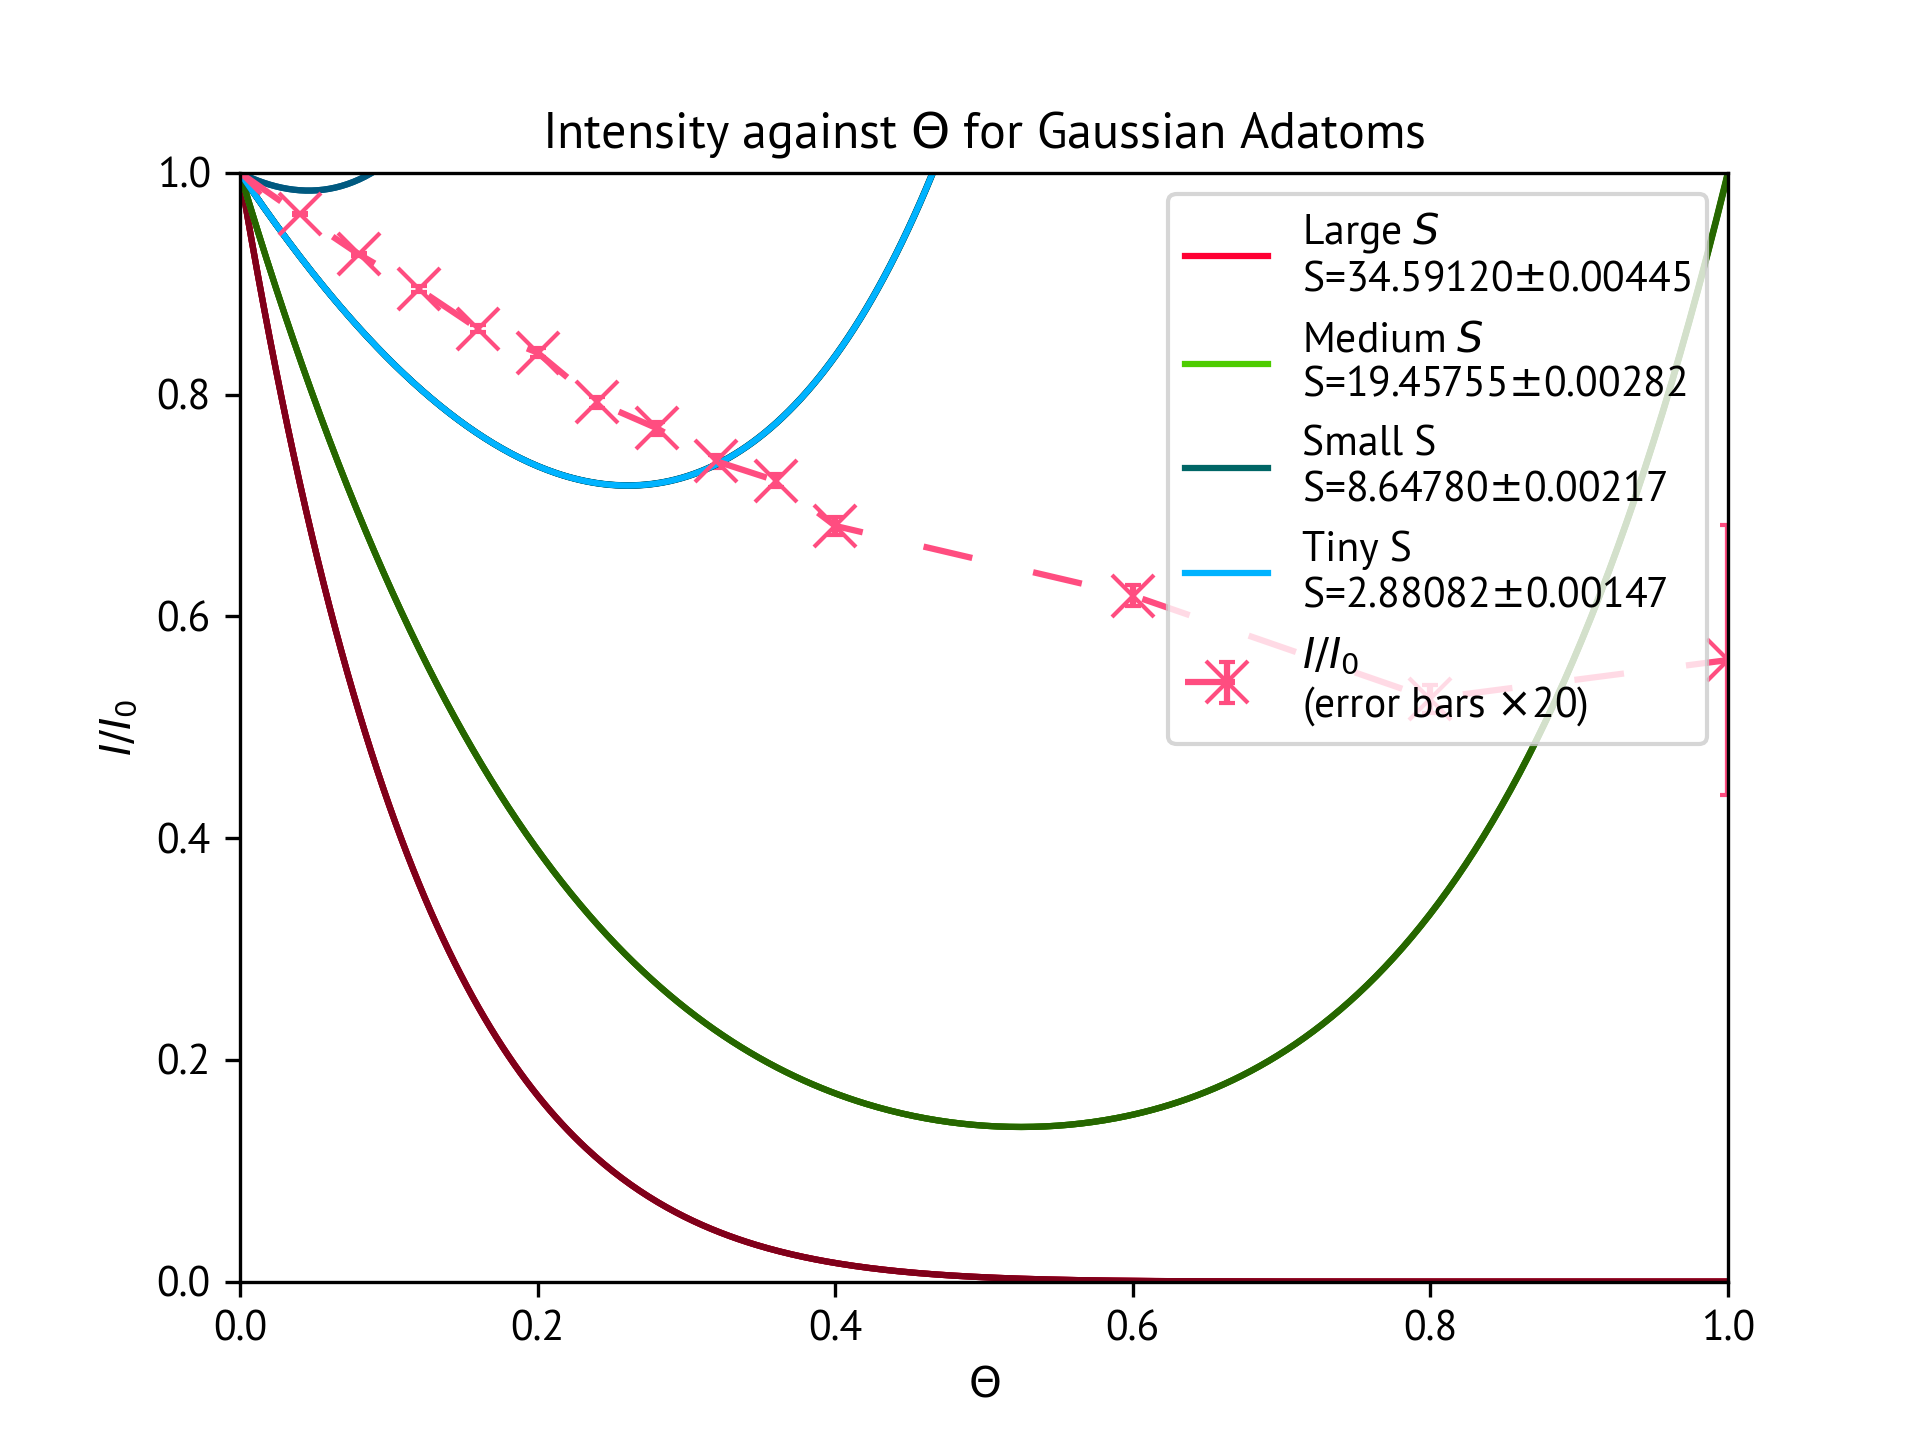 Intensity against Θ for Gaussian Adatoms
1.0
0.8
0.6
0.4
0.2
0.0
I/I₀
0.0 0.2 0.4 0.6 0.8 1.0
Θ
Large S
S=34.59120±0.00445
Medium S
S=19.45755±0.00282
Small S
S=8.64780±0.00217
Tiny S
S=2.88082±0.00147
I/I₀
(error bars ×20)